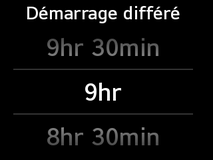 Démarrage différé
9hr 30min
9hr
8hr 30min